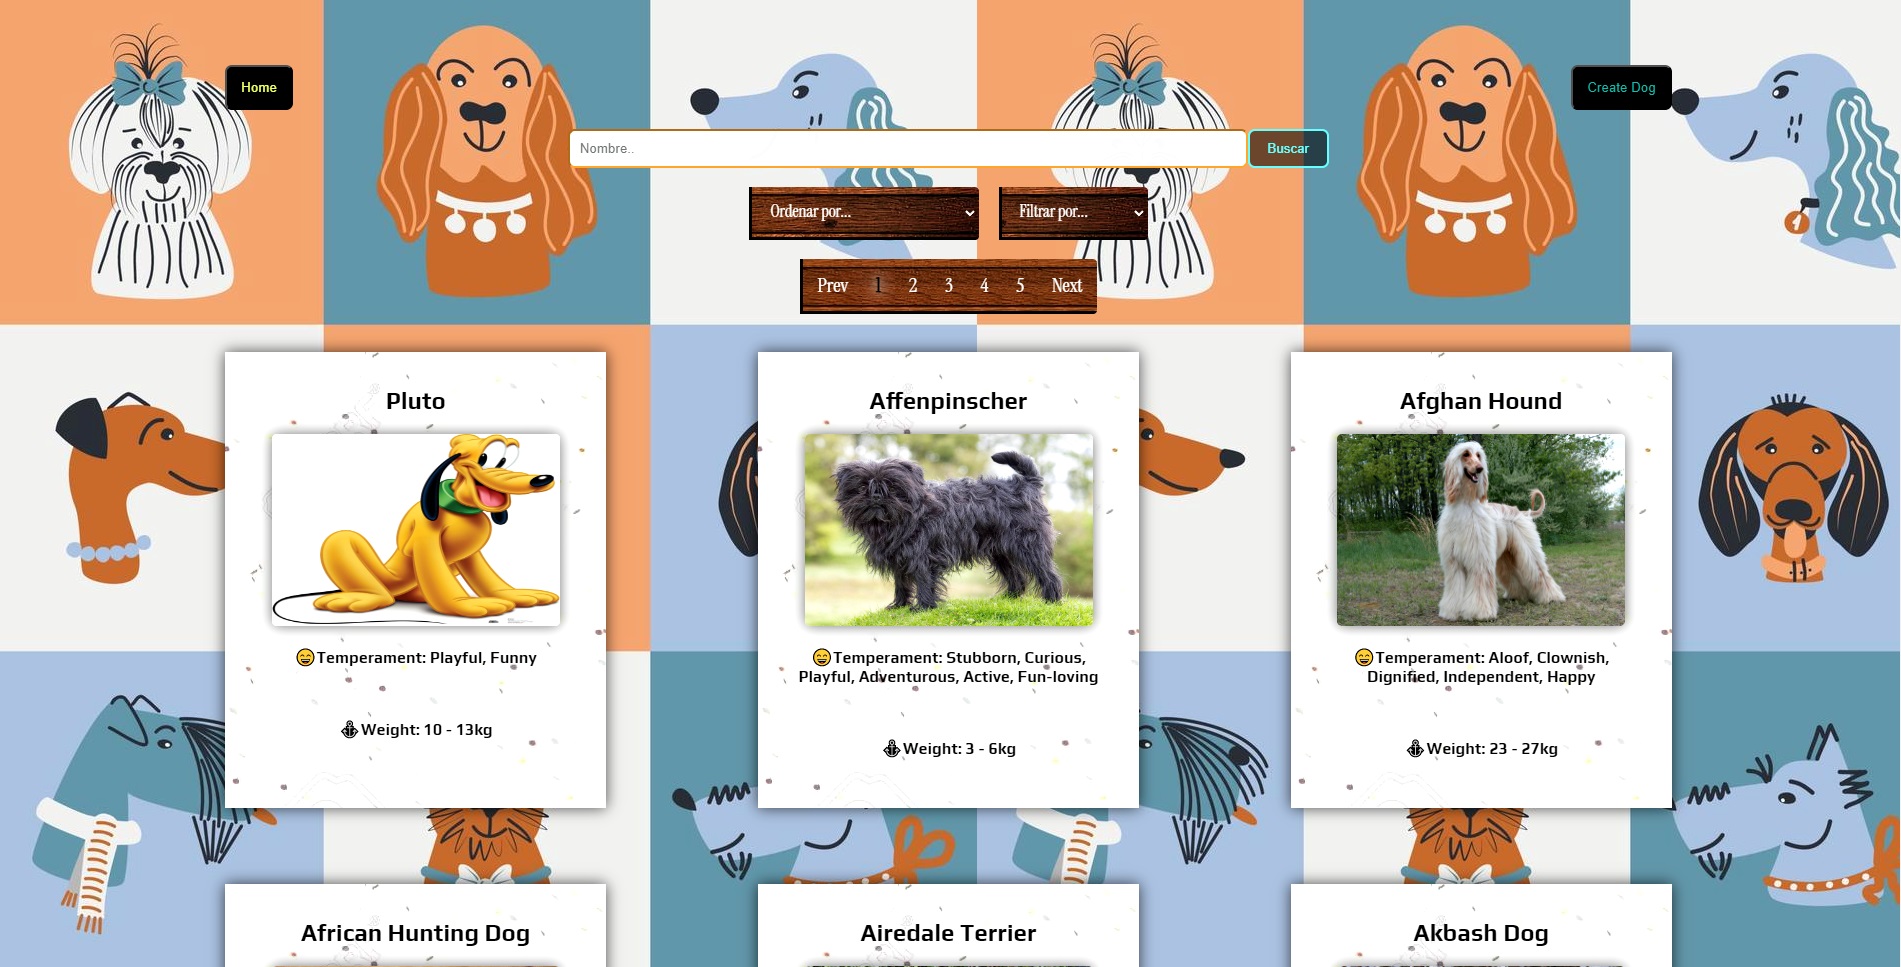 Home
Create Dog
Nombre..
Buscar
Ordenar por...
Filtrar por...
Prev 1 2 3 4 5 Next
Pluto
Temperament: Playful, Funny
Weight: 10 - 13kg
Affenpinscher
Temperament: Stubborn, Curious,
Playful, Adventurous, Active, Fun-loving
Weight: 3 - 6kg
Afghan Hound
Temperament: Aloof, Clownish,
Dignified, Independent, Happy
Weight: 23 - 27kg
African Hunting Dog
Airedale Terrier
Akbash Dog